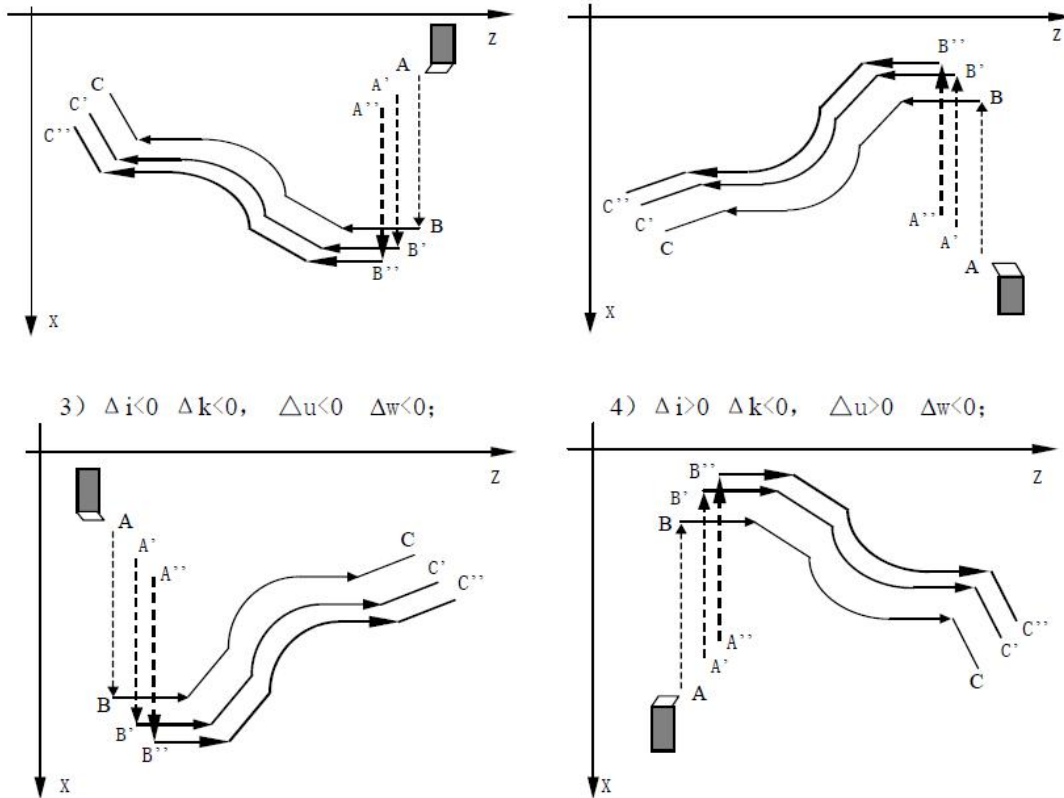 Z
A
A'
A''
C
C'
C''
B
B'
B''
X
Z
B''
B'
B
C''
C'
C
A''
A'
A
X
3) Δi<0 Δk<0, △u<0 Δw<0;
Z
A
A'
A''
C
C'
C''
B
B'
B''
X
4) Δi>0 Δk<0, △u>0 Δw<0;
Z
B''
B'
B
A''
A'
A
C''
C'
C
X